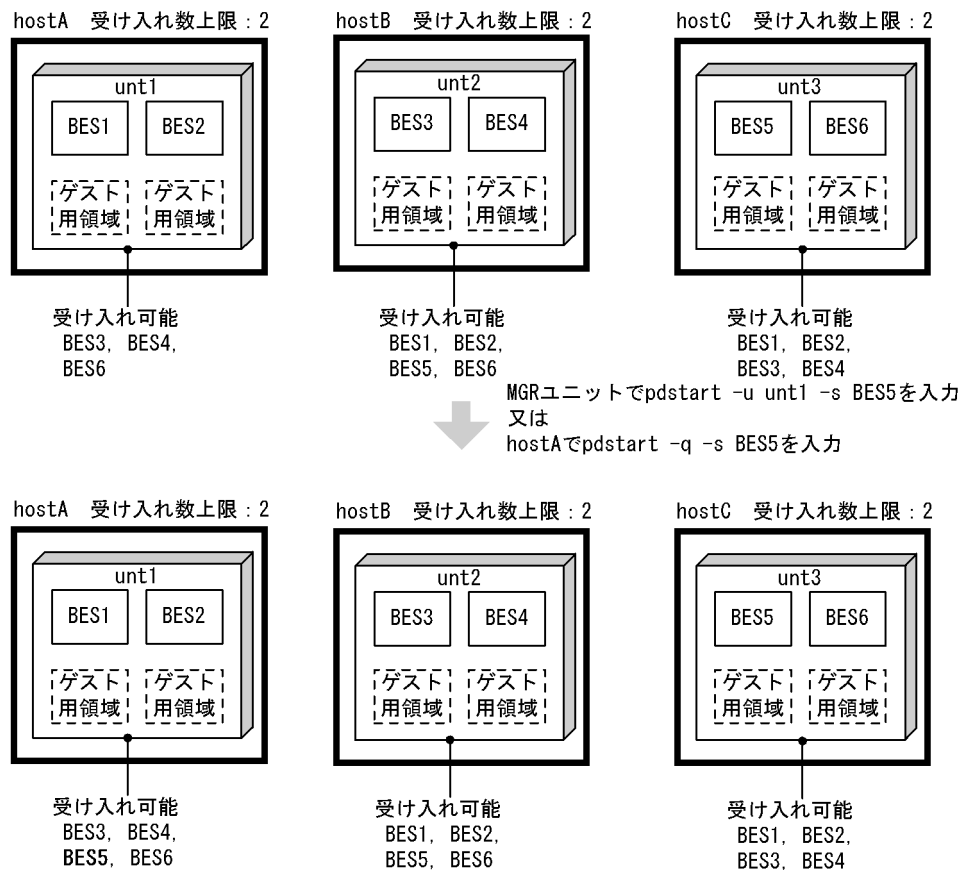 hostA 受け入れ数上限:2
hostB 受け入れ数上限:2
hostC 受け入れ数上限:2
unt1
unt2
unt3
BES1 BES2
BES3 BES4
BES5 BES6
ゲスト用領域 ゲスト用領域
ゲスト用領域 ゲスト用領域
ゲスト用領域 ゲスト用領域
受け入れ可能
BES3, BES4,
BES6
受け入れ可能
BES1, BES2,
BES5, BES6
受け入れ可能
BES1, BES2,
BES3, BES4
MGRユニットでpdstart -u unt1 -s BES5を入力
又は
hostAでpdstart -q -s BES5を入力
hostA 受け入れ数上限:2
hostB 受け入れ数上限:2
hostC 受け入れ数上限:2
unt1
unt2
unt3
BES1 BES2
BES3 BES4
BES5 BES6
ゲスト用領域 ゲスト用領域
ゲスト用領域 ゲスト用領域
ゲスト用領域 ゲスト用領域
受け入れ可能
BES3, BES4,
BES5, BES6
受け入れ可能
BES1, BES2,
BES5, BES6
受け入れ可能
BES1, BES2,
BES3, BES4